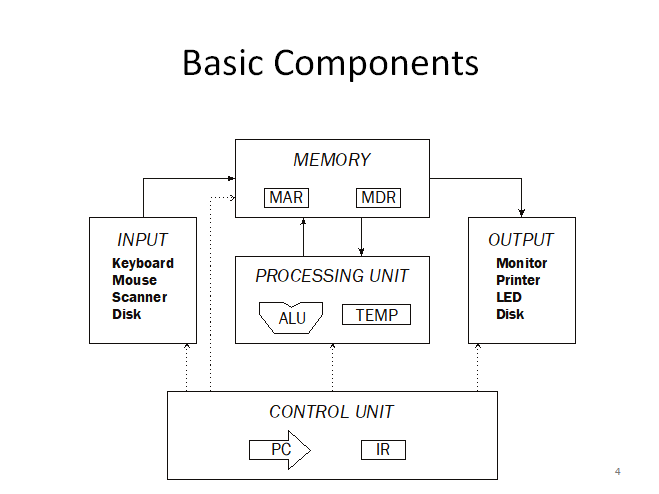 Basic Components
MEMORY
MAR
MDR
INPUT
Keyboard
Mouse
Scanner
Disk
PROCESSING UNIT
ALU
TEMP
OUTPUT
Monitor
Printer
LED
Disk
CONTROL UNIT
PC
IR
4